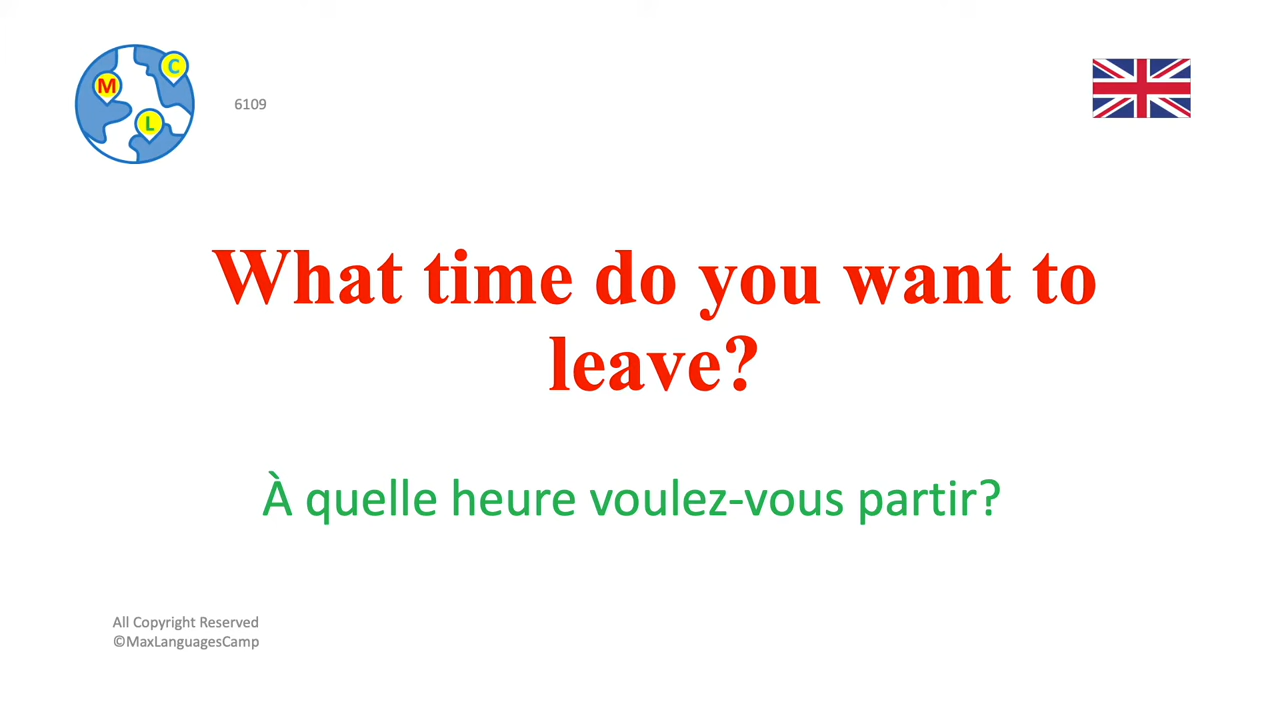 M
C
L
6109
What time do you want to
leave?
À quelle heure voulez-vous partir?
All Copyright Reserved
©MaxLanguagesCamp